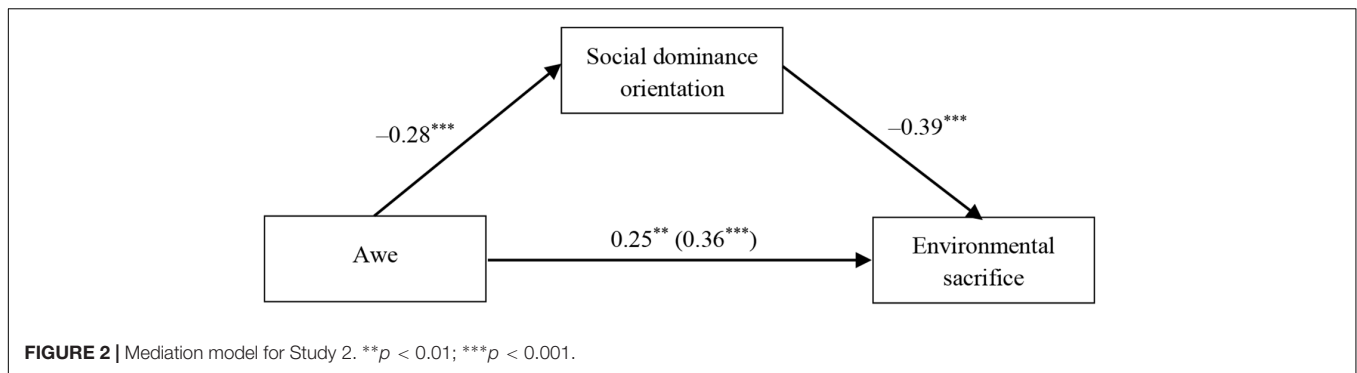 Social dominance
orientation
–0.28***
–0.39***
Awe
0.25** (0.36***)
Environmental
sacrifice
FIGURE 2 | Mediation model for Study 2. **p < 0.01; ***p < 0.001.